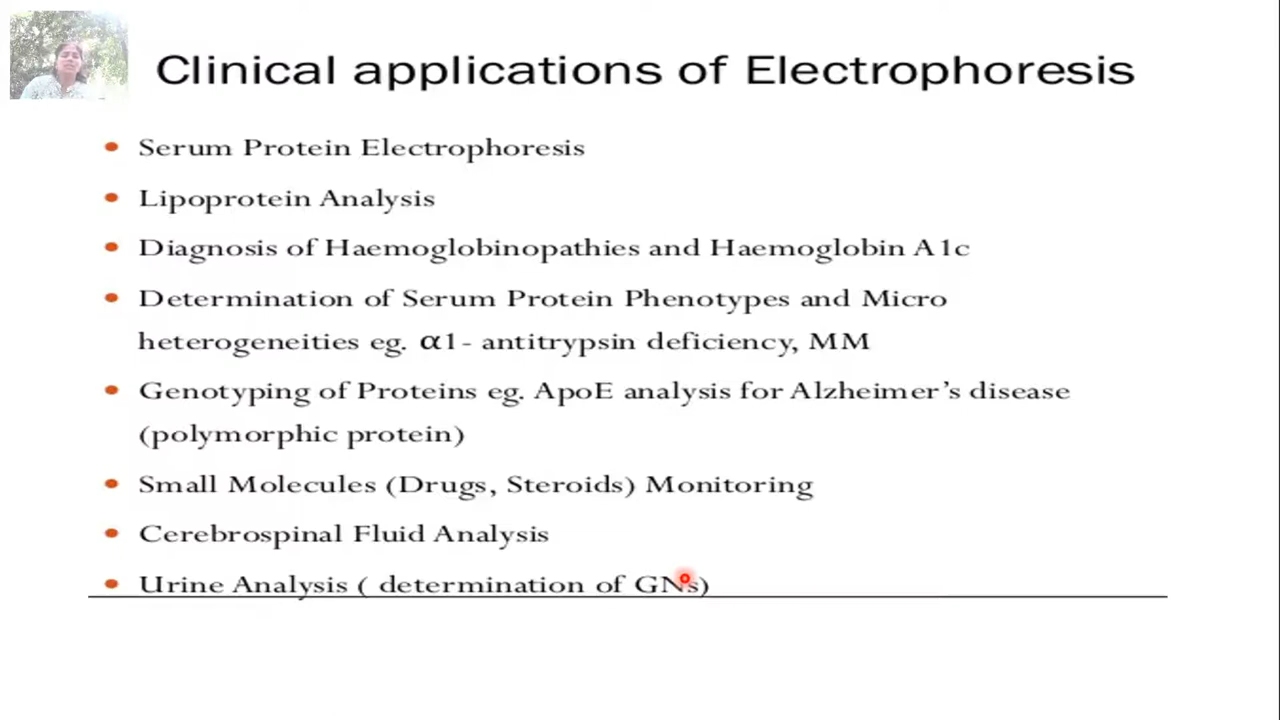 Clinical applications of Electrophoresis
• Serum Protein Electrophoresis
• Lipoprotein Analysis
• Diagnosis of Haemoglobinopathies and Haemoglobin A1c
• Determination of Serum Protein Phenotypes and Micro
heterogeneities eg. α1- antitrypsin deficiency, MM
• Genotyping of Proteins eg. ApoE analysis for Alzheimer’s disease
(polymorphic protein)
• Small Molecules (Drugs, Steroids) Monitoring
• Cerebrospinal Fluid Analysis
• Urine Analysis ( determination of GNs)